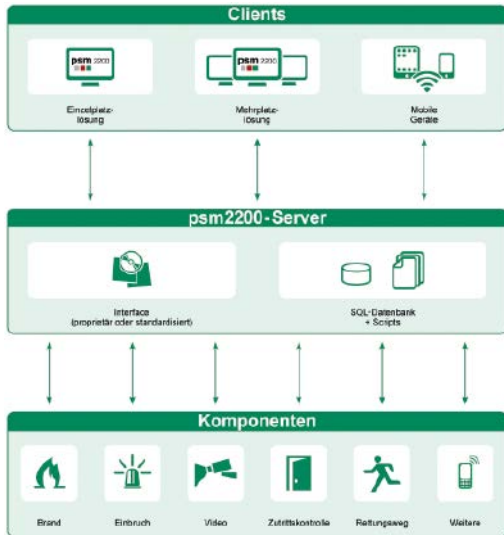 Clients
psm 2200
psm 2200
Einzelplatz-
lösung
Mehrplatz-
lösung
Mobile
Geräte
psm2200-Server
Interface
(proprietär oder standardisiert)
SQL-Datenbank
+ Scripts
Komponenten
Brand
Einbruch
Video
Zutrittskontrolle
Rettungsweg
Weitere